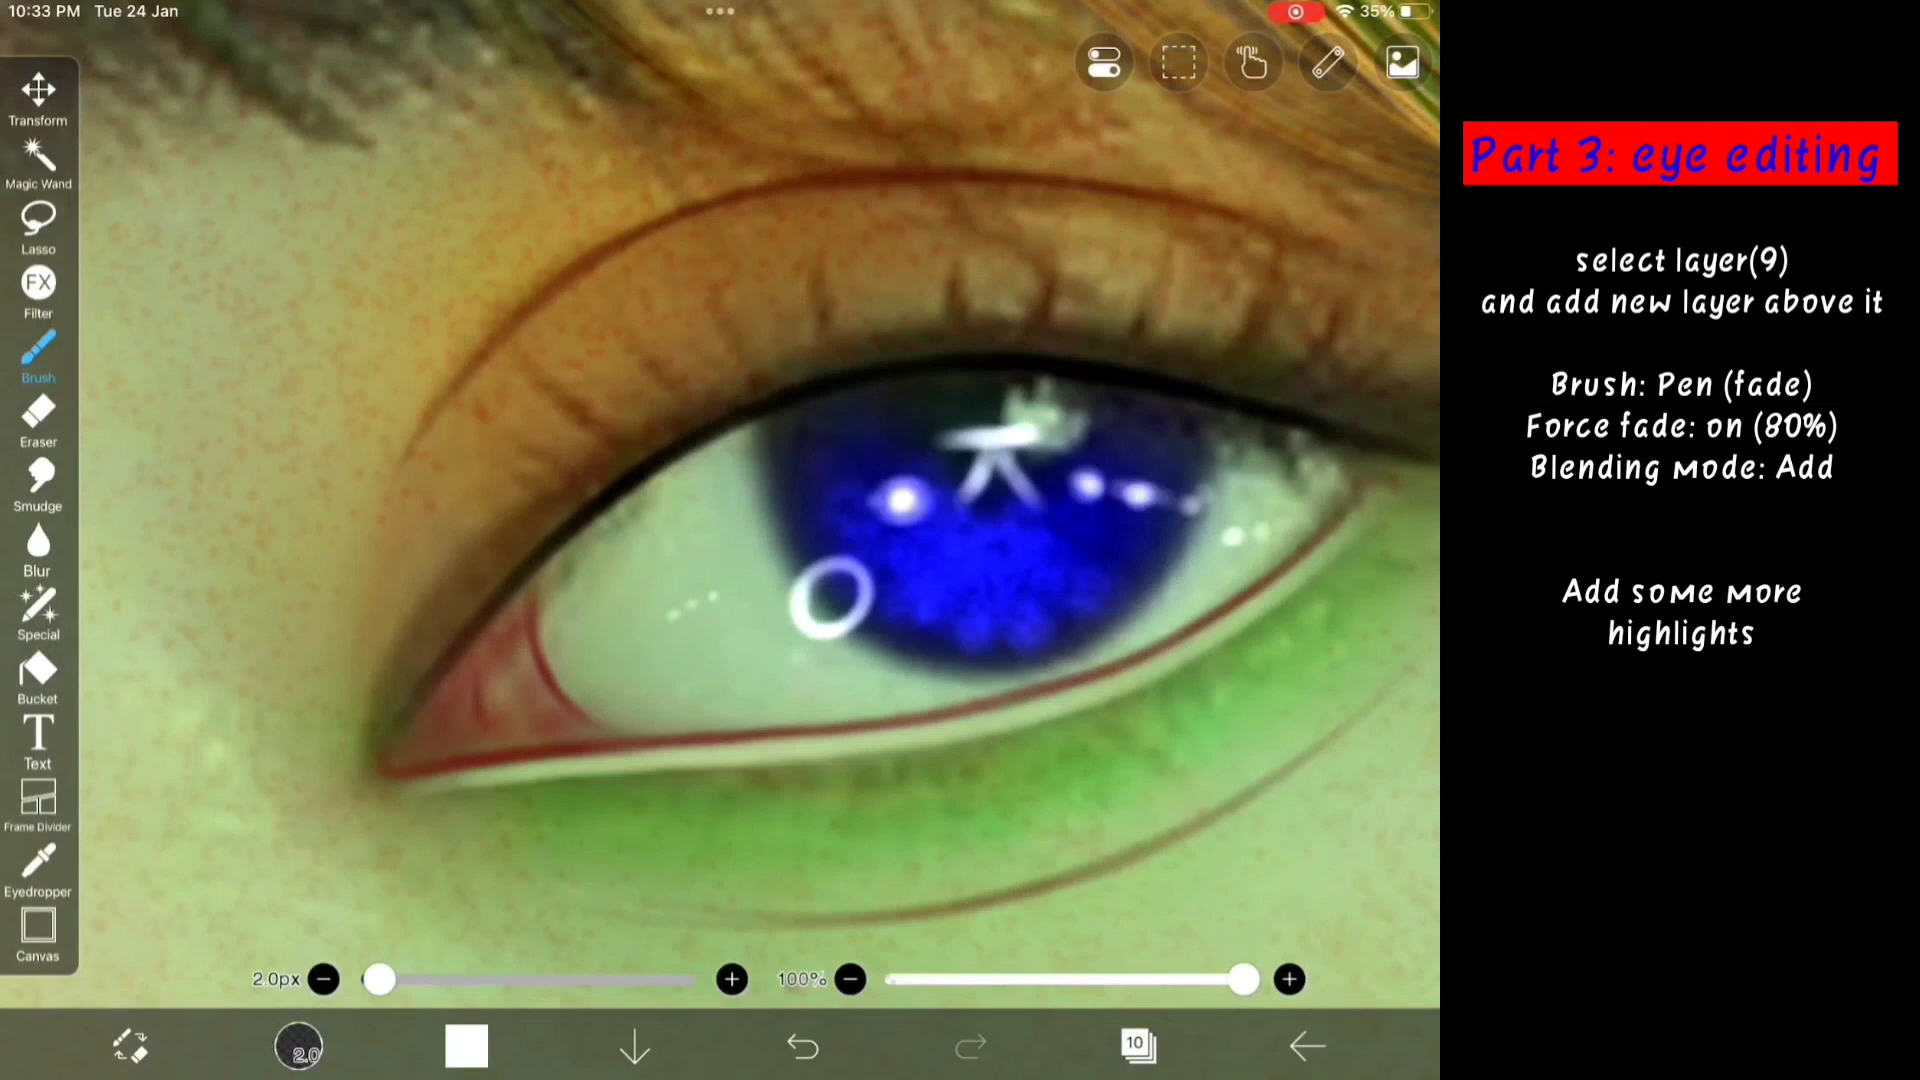 10:33 PM Tue 24 Jan
35%
Transform
Magic Wand
Lasso
FX
Filter
Brush
Eraser
Smudge
Blur
Special
Bucket
T
Text
Frame Divider
Eyedropper
Canvas
2.0px
100%
2.0
10
Part 3: eye editing
select layer(9)
and add new layer above it
Brush: Pen (fade)
Force fade: on (80%)
Blending mode: Add
Add some more
highlights